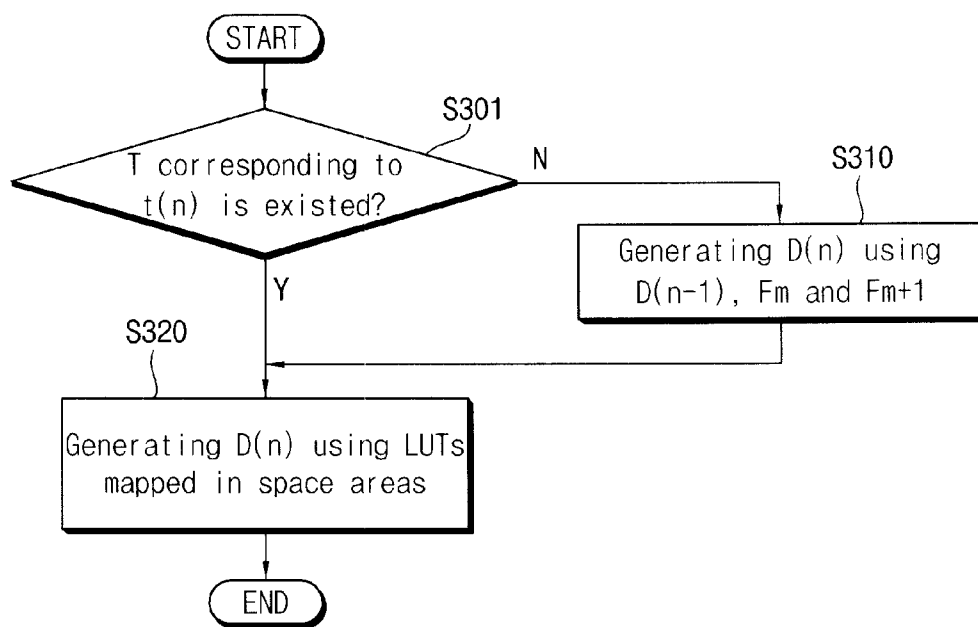 START
S301
T corresponding to
t(n) is existed?
N
S310
Generating D(n) using
D(n-1), Fm and Fm+1
Y
S320
Generating D(n) using LUTs
mapped in space areas
END